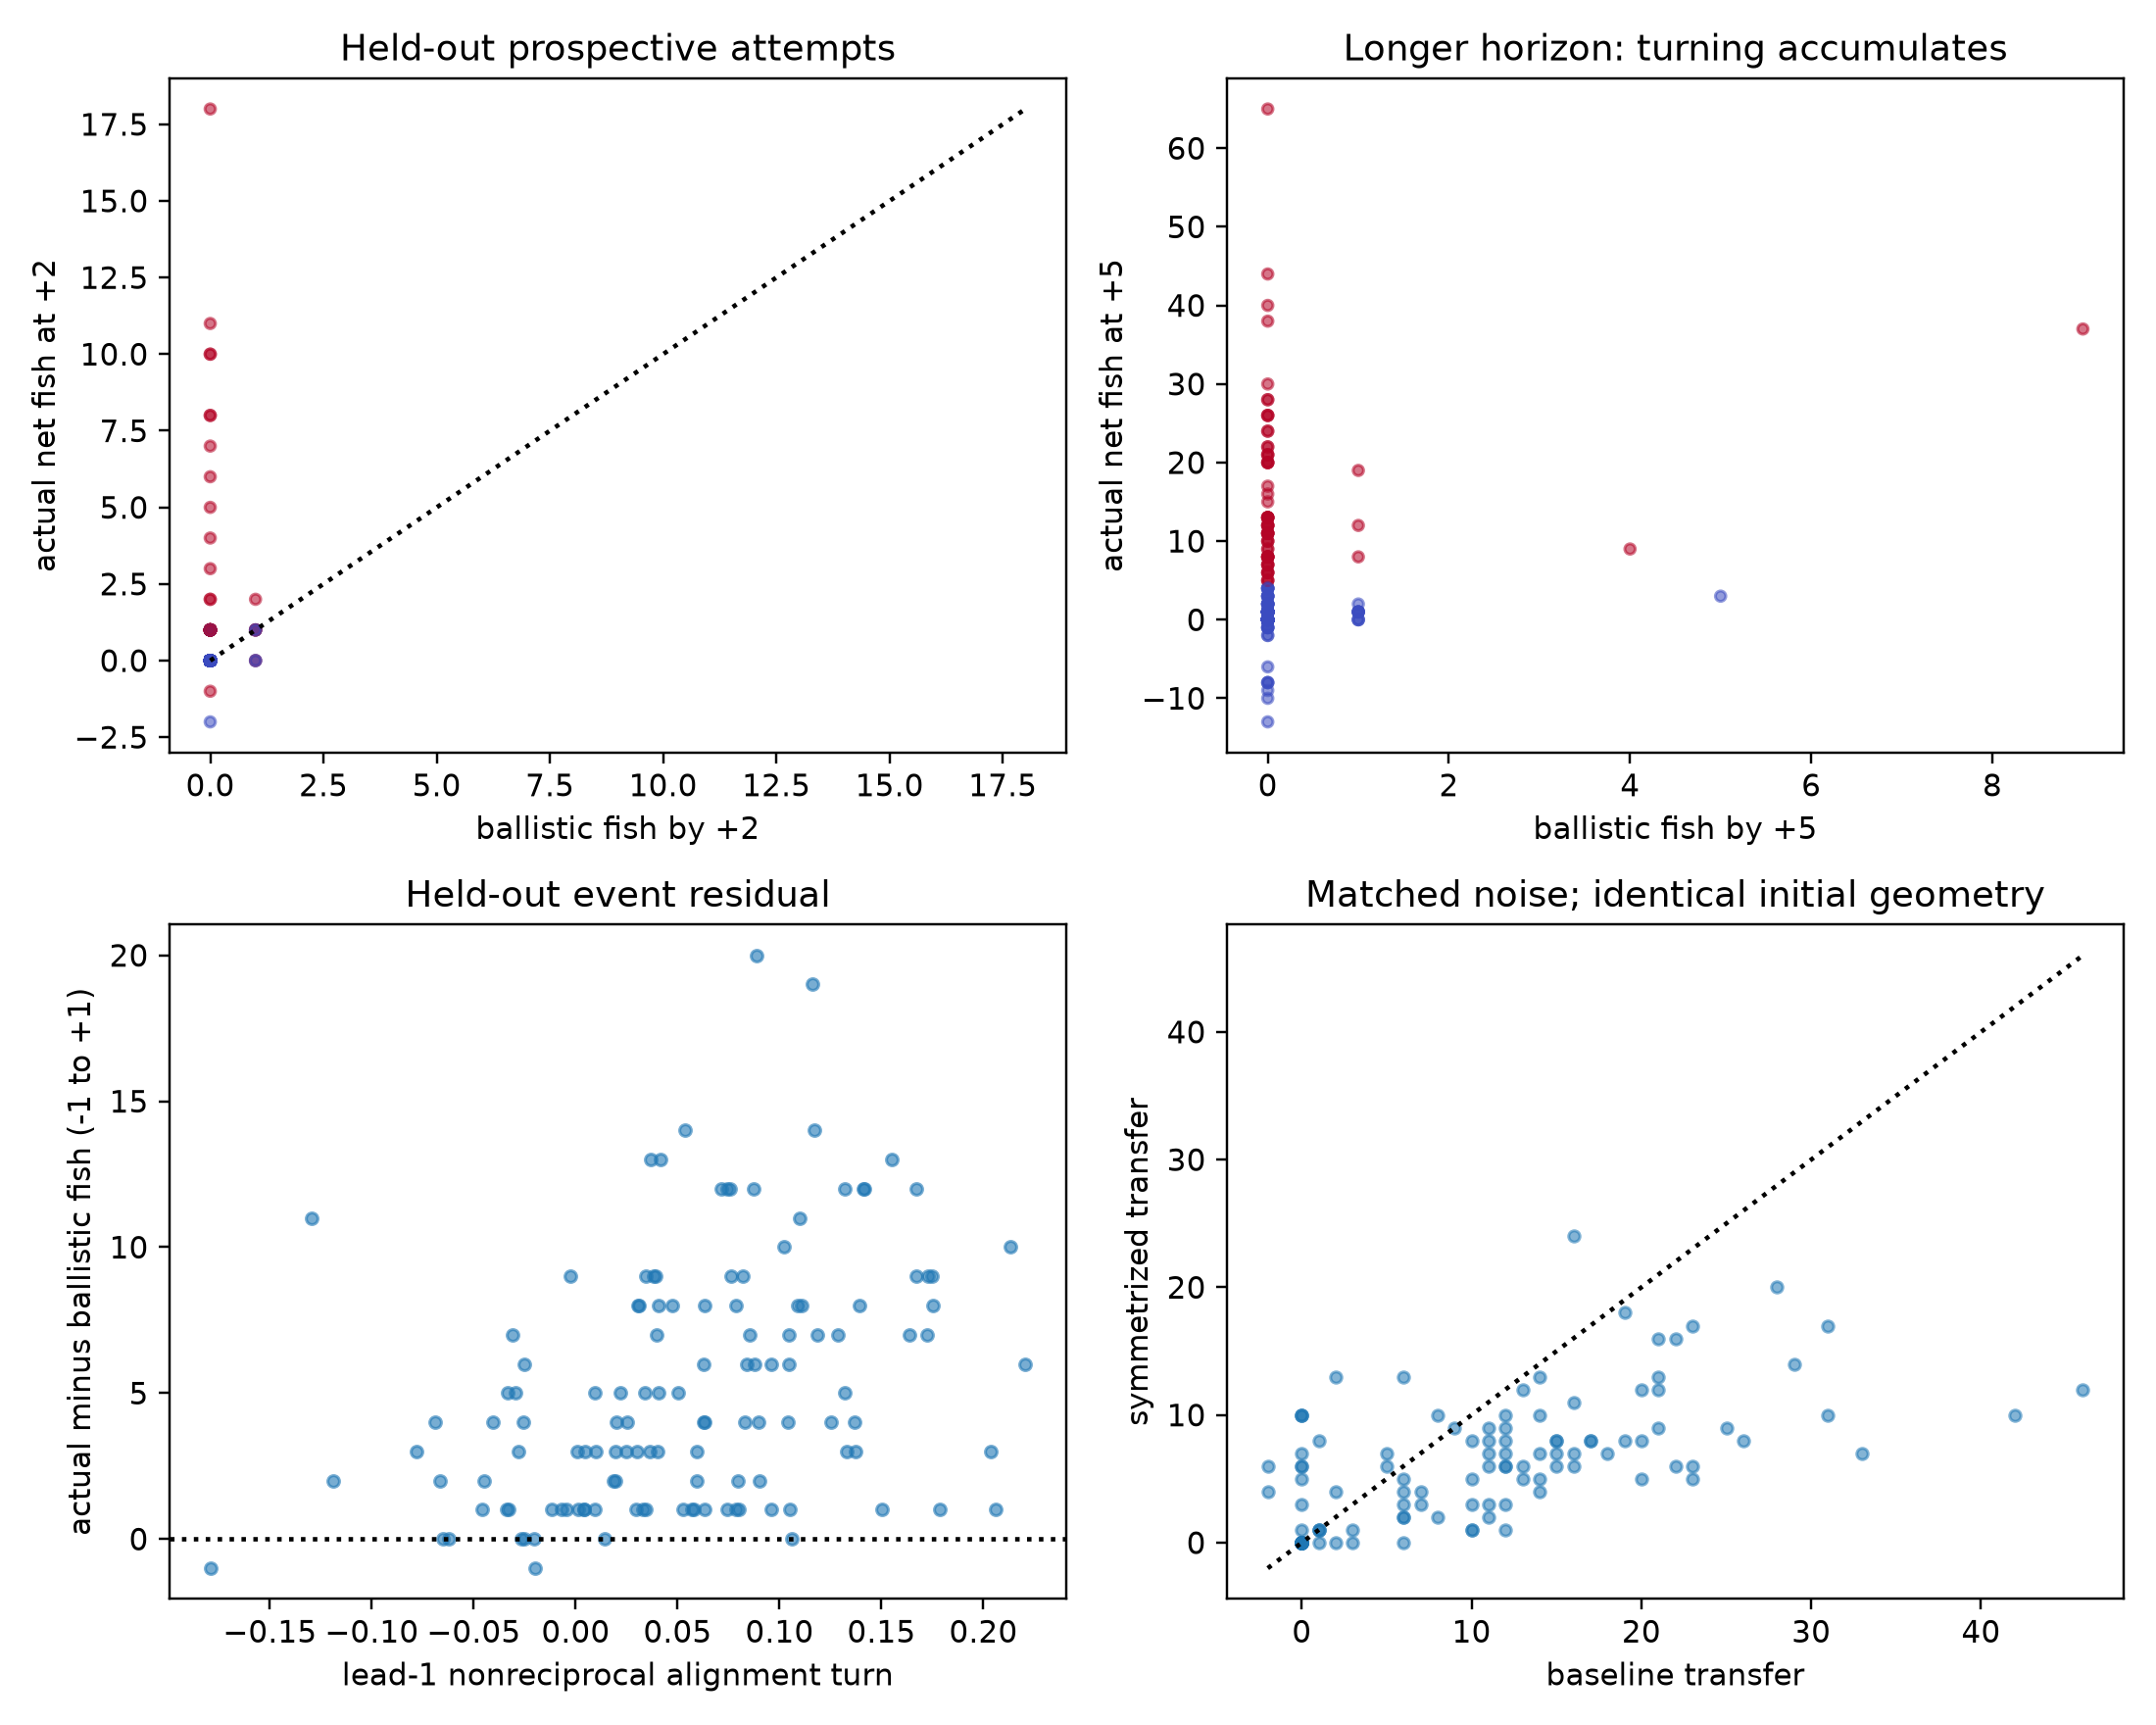 Held-out prospective attempts
17.5
15.0
12.5
10.0
7.5
5.0
2.5
0.0
−2.5
actual net fish at +2
0.0 2.5 5.0 7.5 10.0 12.5 15.0 17.5
ballistic fish by +2
Longer horizon: turning accumulates
60
50
40
30
20
10
0
−10
actual net fish at +5
0 2 4 6 8
ballistic fish by +5
Held-out event residual
20
15
10
5
0
actual minus ballistic fish (-1 to +1)
−0.15 −0.10 −0.05 0.00 0.05 0.10 0.15 0.20
lead-1 nonreciprocal alignment turn
Matched noise; identical initial geometry
40
30
20
10
0
symmetrized transfer
0 10 20 30 40
baseline transfer